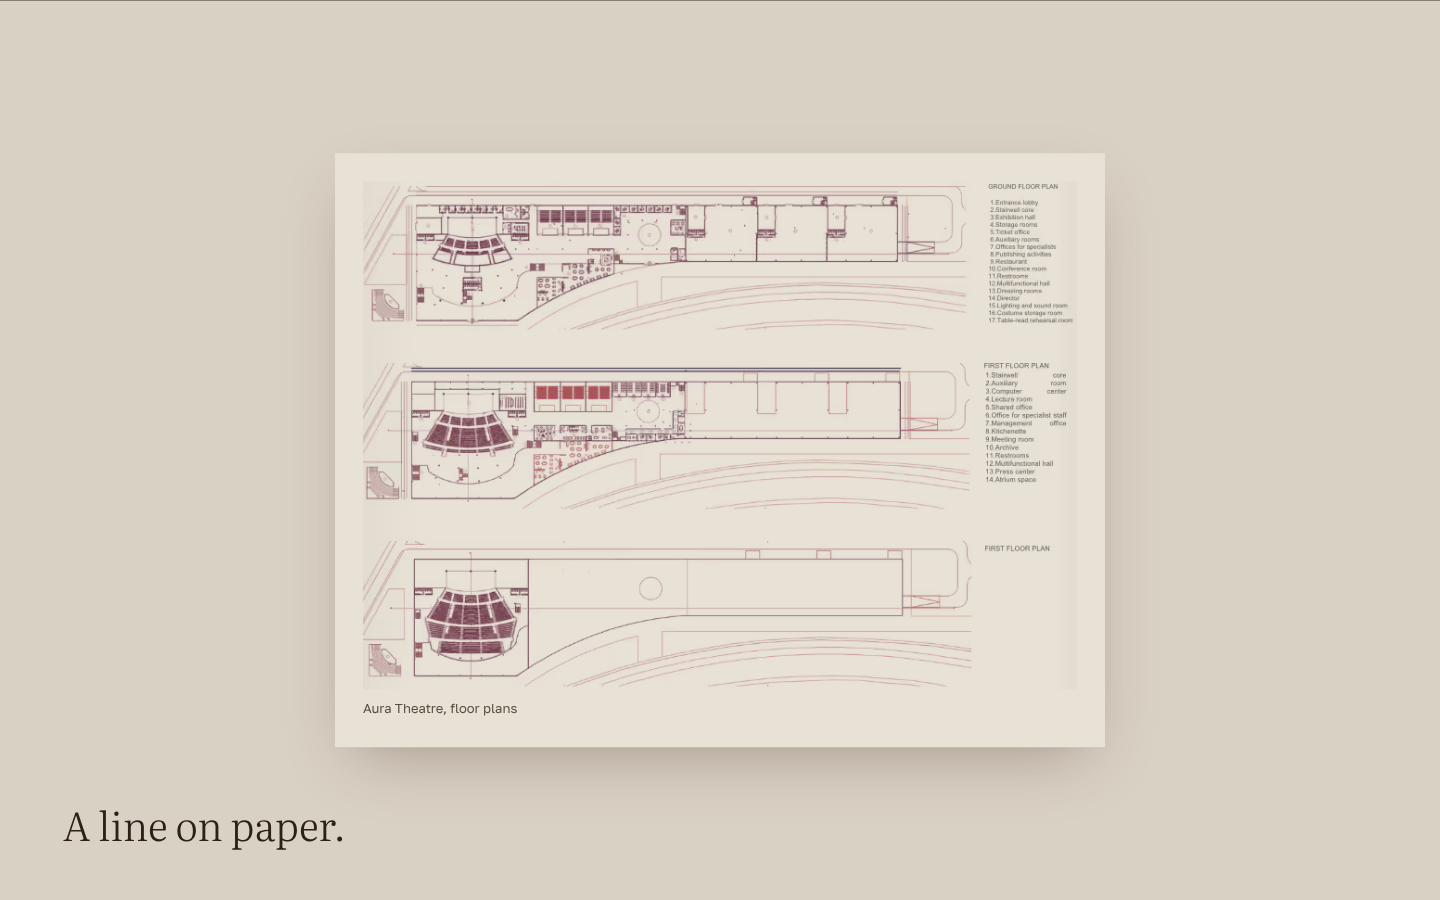 GROUND FLOOR PLAN
1.Entrance lobby
2.Stairwell core
3.Exhibition hall
4.Storage rooms
5.Ticket office
6.Auxiliary rooms
7.Offices for specialists
8.Publishing activities
9.Restaurant
10.Conference room
11.Restrooms
12.Multifunctional hall
13.Dressing rooms
14.Director
15.Lighting and sound room
16.Costume storage room
17.Table-read rehearsal room
FIRST FLOOR PLAN
1.Stairwell core
2.Auxiliary room
3.Computer center
4.Lecture room
5.Shared office
6.Office for specialist staff
7.Management office
8.Kitchenette
9.Meeting room
10.Archive
11.Restrooms
12.Multifunctional hall
13.Press center
14.Atrium space
FIRST FLOOR PLAN
Aura Theatre, floor plans
A line on paper.